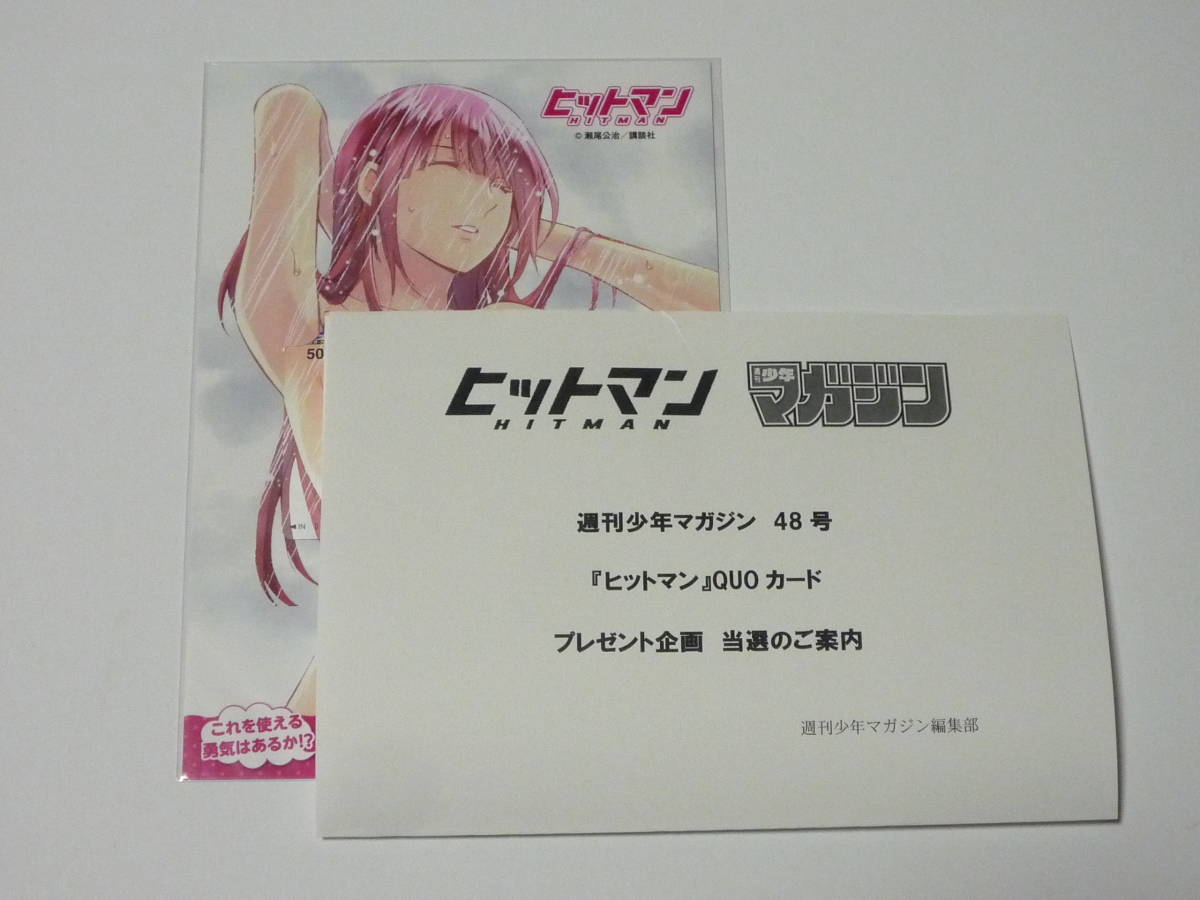 ヒットマン
HITMAN
© 瀬尾公治／講談社
50
◀IN
これを使える
勇気はあるか!?
ヒットマン
HITMAN
週刊少年
マガジン
週刊少年マガジン 48号
『ヒットマン』QUOカード
プレゼント企画 当選のご案内
週刊少年マガジン編集部